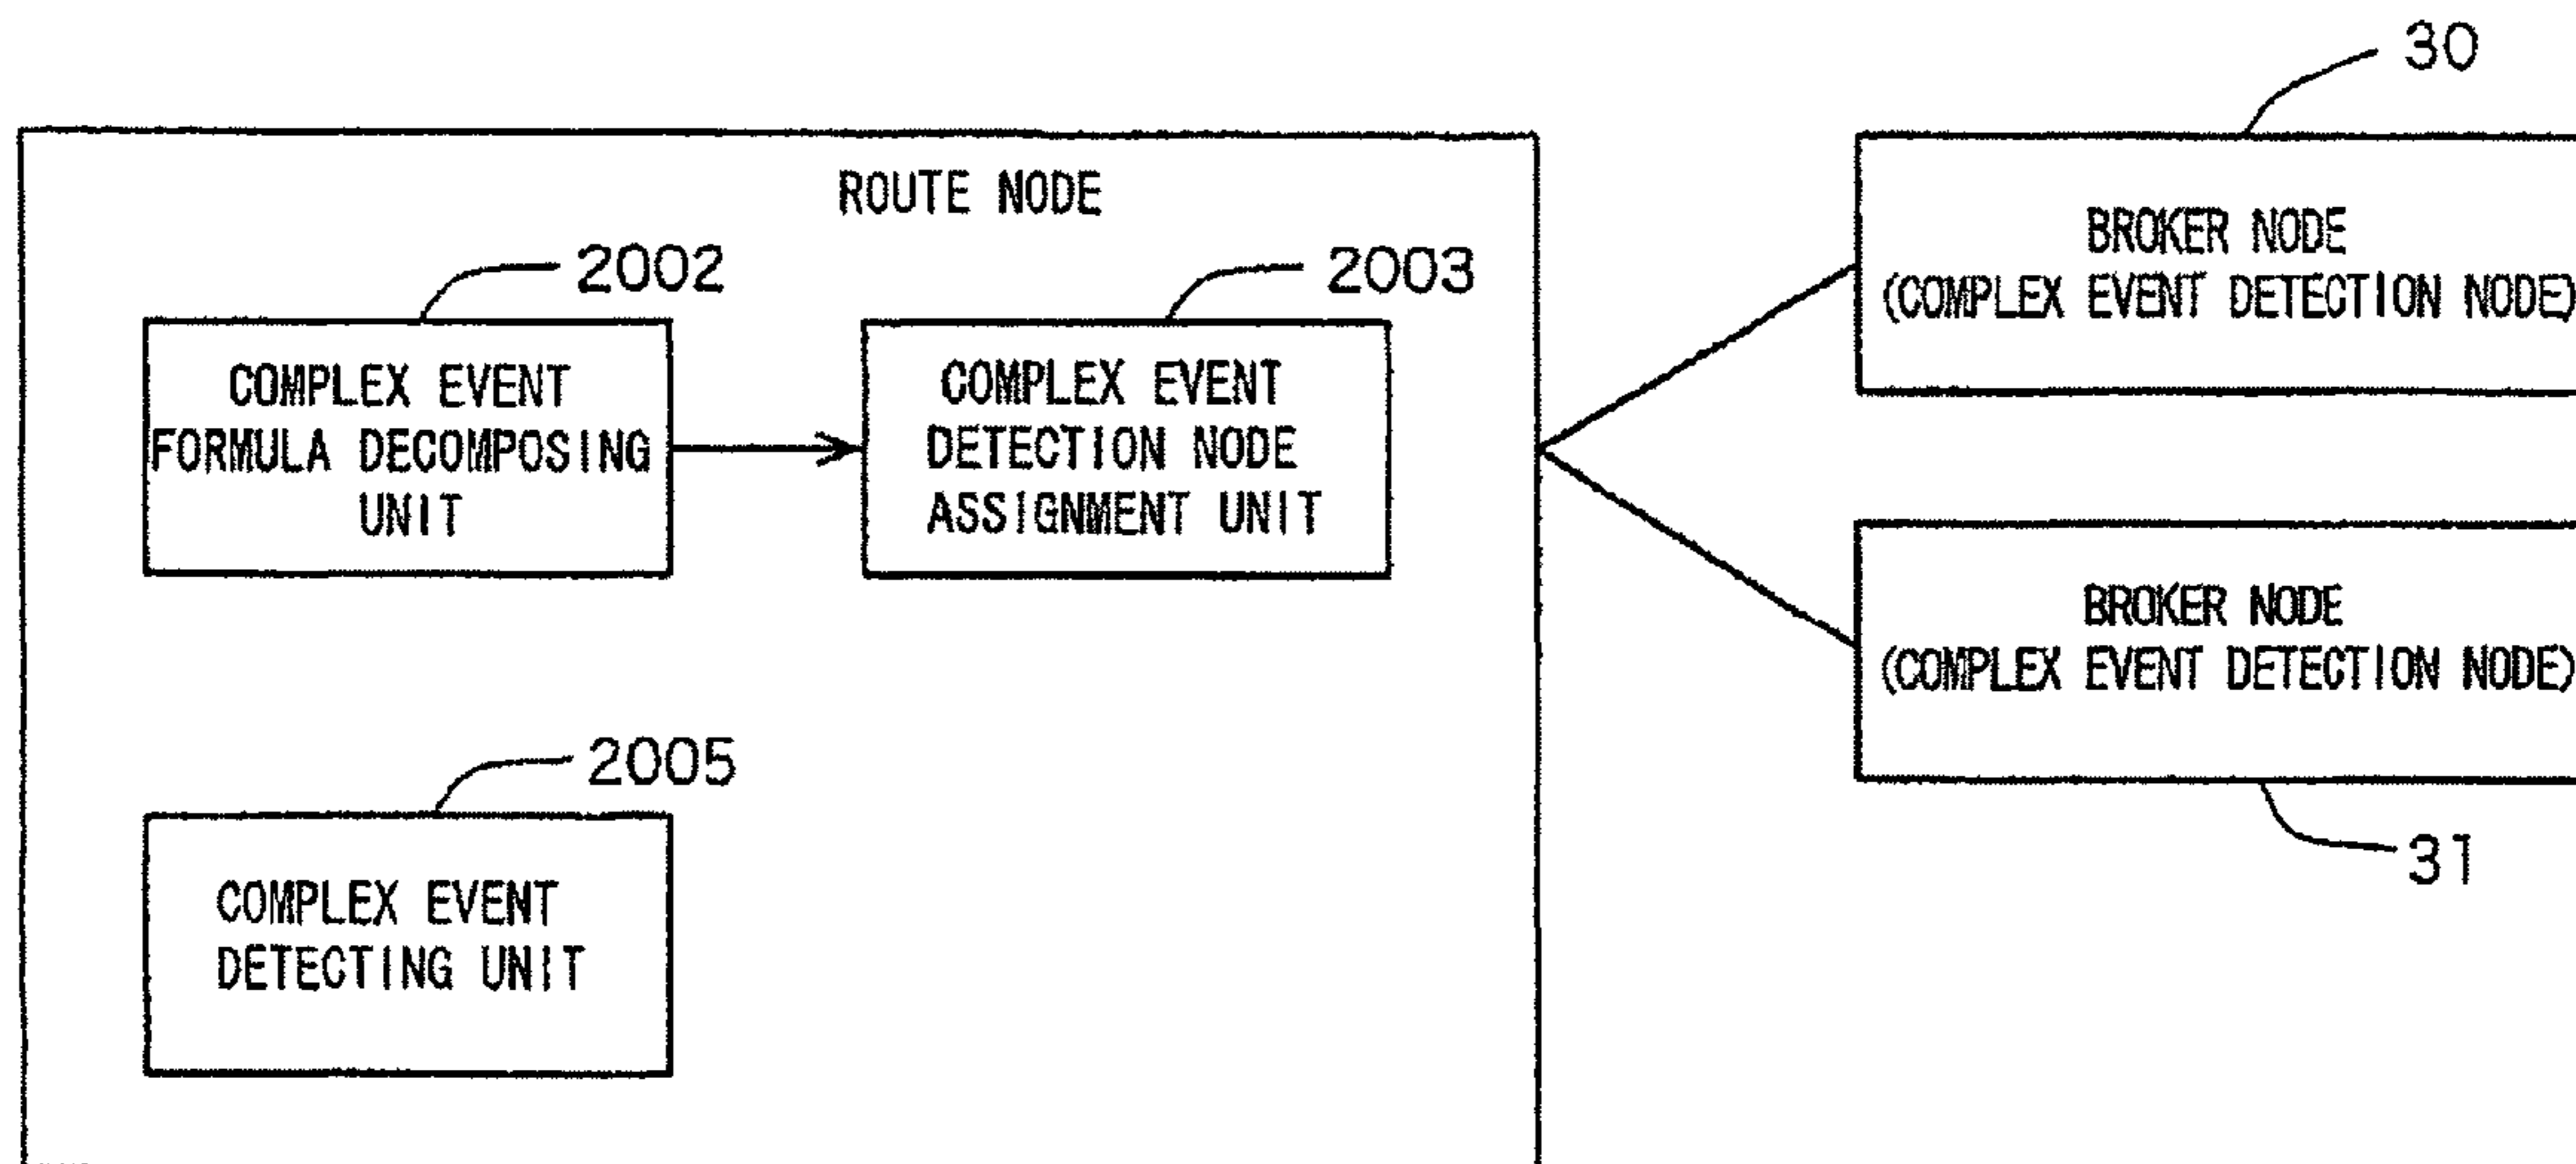 30
ROUTE NODE
2002
2003
COMPLEX EVENT
FORMULA DECOMPOSING
UNIT
COMPLEX EVENT
DETECTION NODE
ASSIGNMENT UNIT
BROKER NODE
(COMPLEX EVENT DETECTION NODE)
BROKER NODE
(COMPLEX EVENT DETECTION NODE)
31
2005
COMPLEX EVENT
DETECTING UNIT